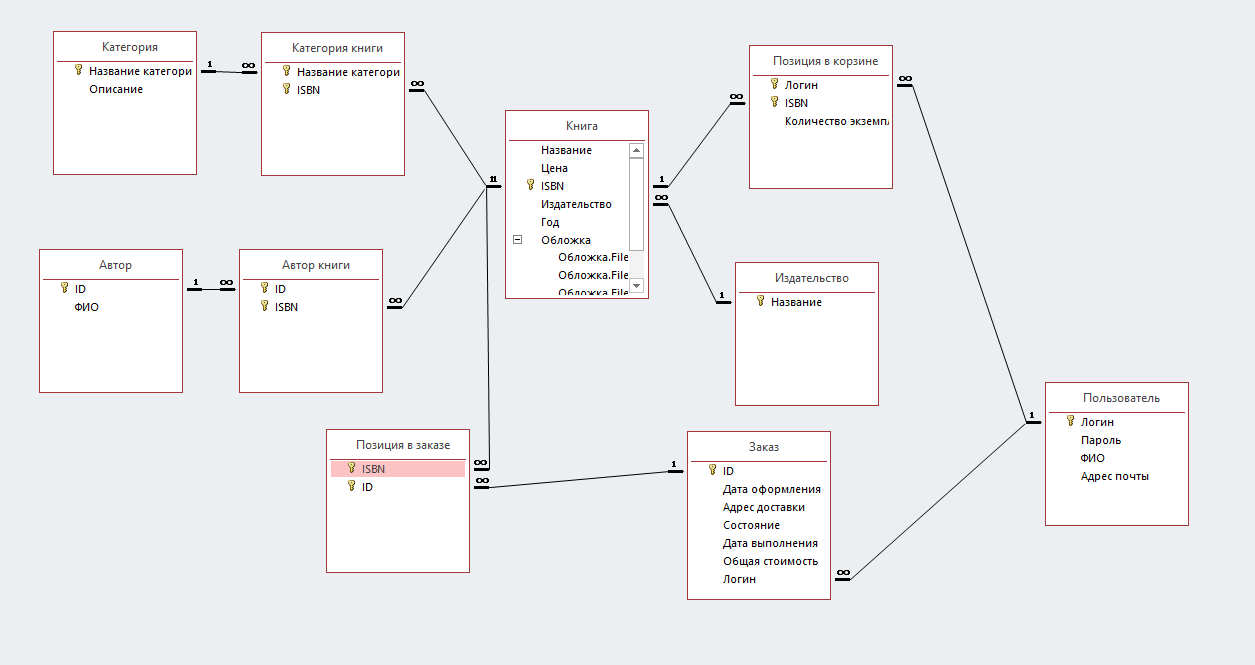 Категория
Название категори
Описание
Категория книги
Название категори
ISBN
1
∞
∞
Книга
Название
Цена
ISBN
Издательство
Год
Обложка
Обложка.File
Обложка.File
Обложка.File
11
1
∞
Позиция в корзине
Логин
ISBN
Количество экземпл
∞
∞
Автор
ID
ФИО
1
∞
Автор книги
ID
ISBN
∞
Издательство
Название
1
Позиция в заказе
ISBN
ID
∞
∞
Заказ
ID
Дата оформления
Адрес доставки
Состояние
Дата выполнения
Общая стоимость
Логин
1
∞
Пользователь
Логин
Пароль
ФИО
Адрес почты
1